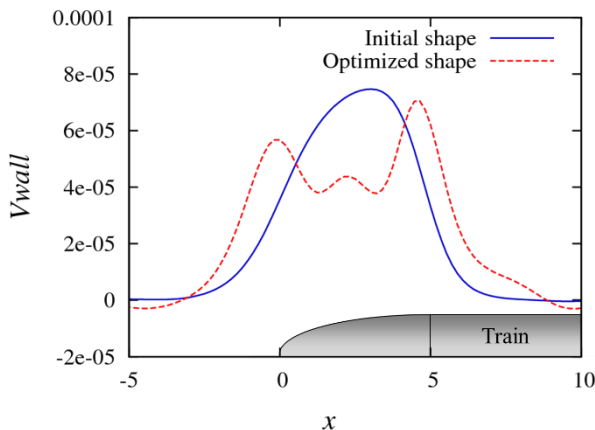 0.0001
8e-05
6e-05
4e-05
2e-05
0
-2e-05
Vwall
Initial shape
Optimized shape
Train
-5
0
5
10
x